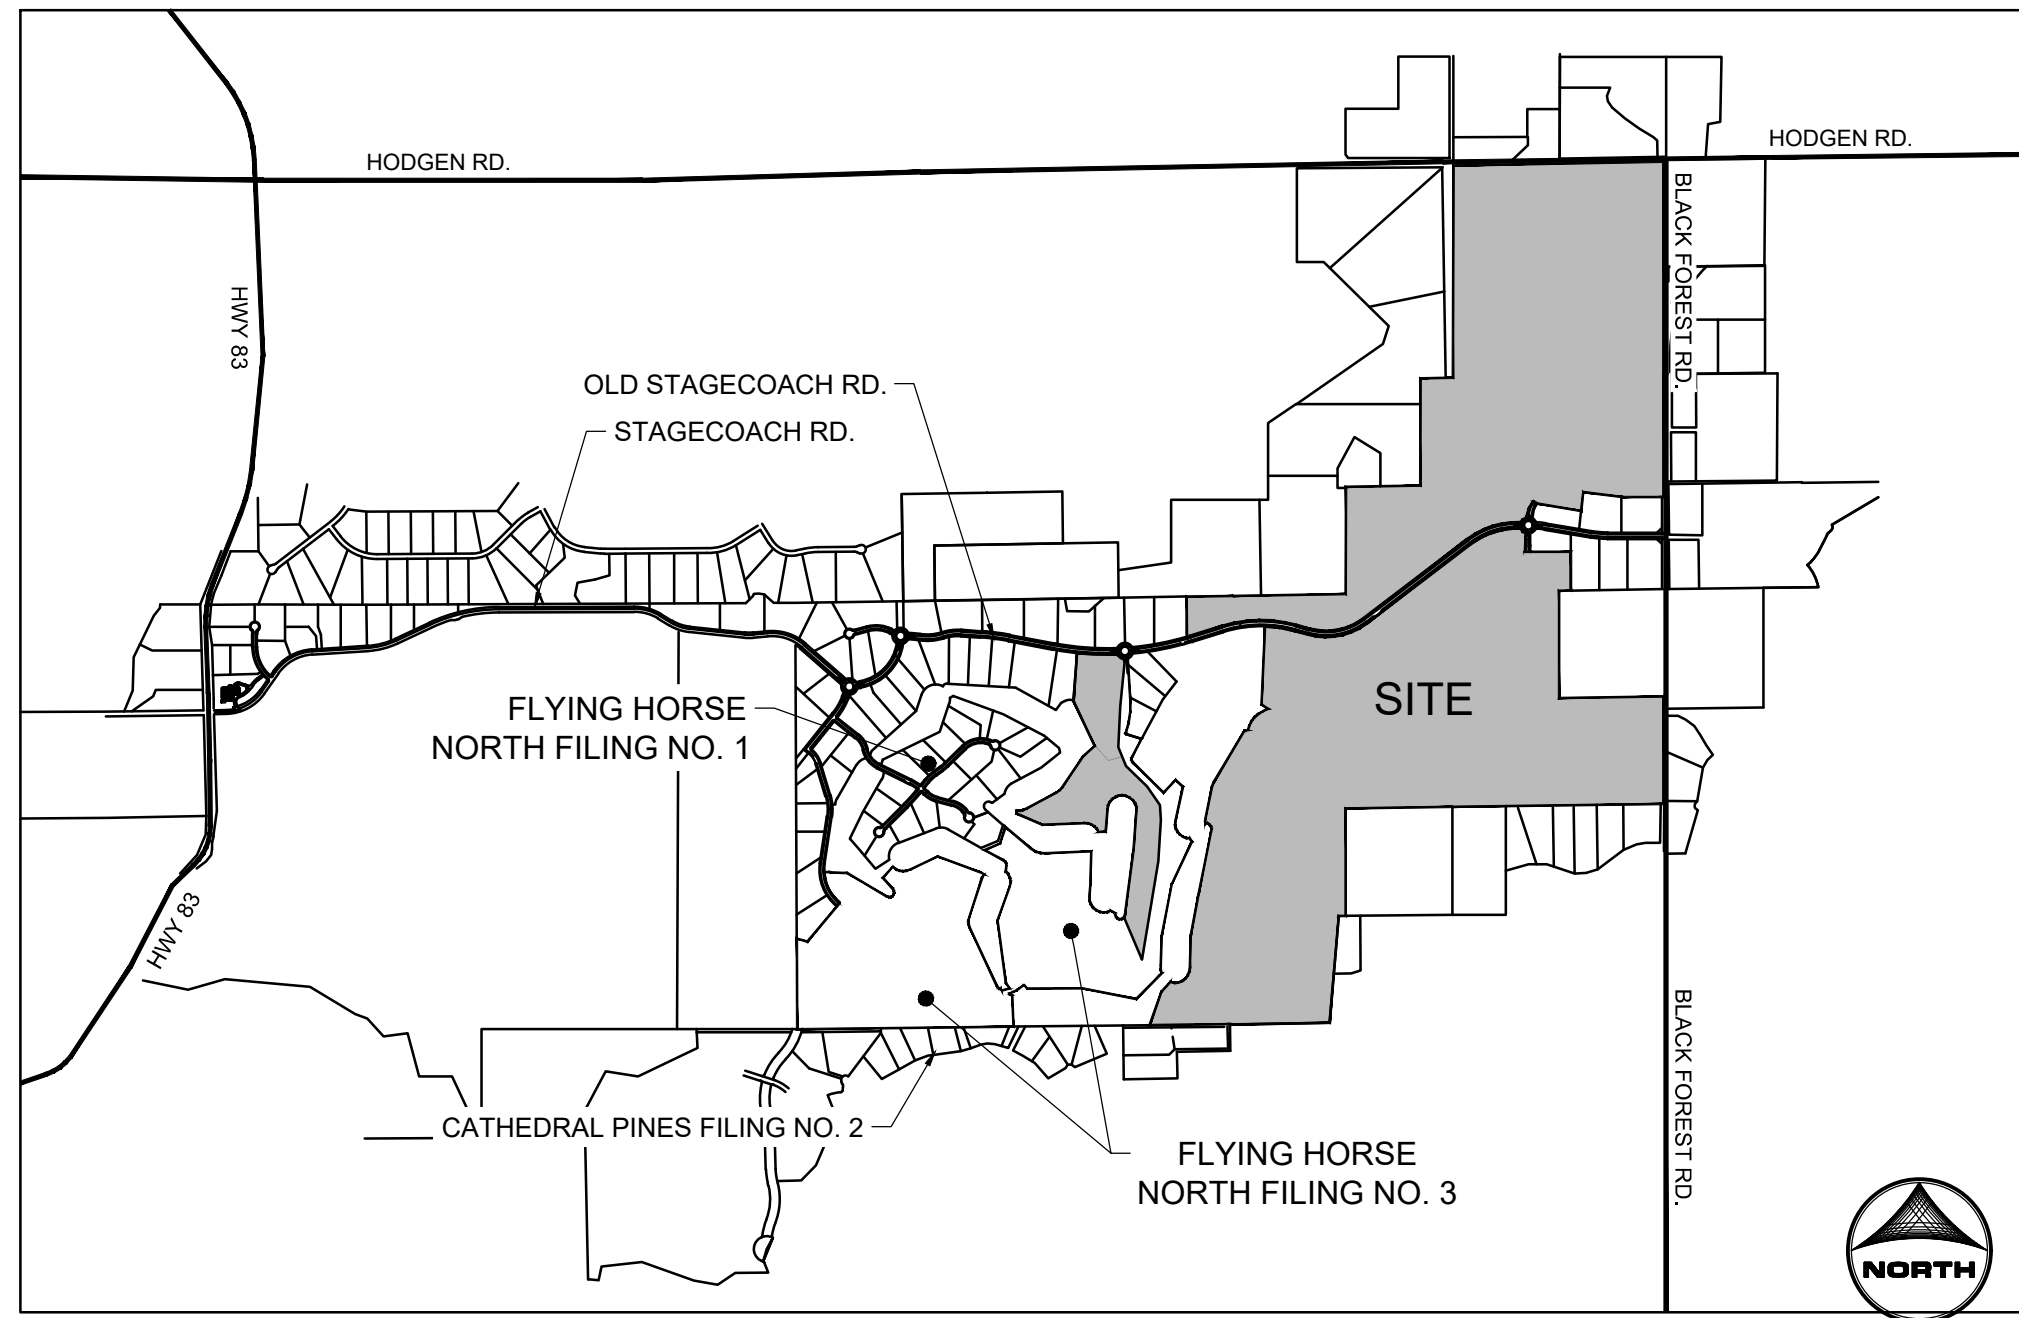 HODGEN RD.
HODGEN RD.
BLACK FOREST RD.
HWY 83
OLD STAGECOACH RD.
STAGECOACH RD.
SITE
FLYING HORSE
NORTH FILING NO. 1
HWY 83
BLACK FOREST RD.
CATHEDRAL PINES FILING NO. 2
FLYING HORSE
NORTH FILING NO. 3
NORTH